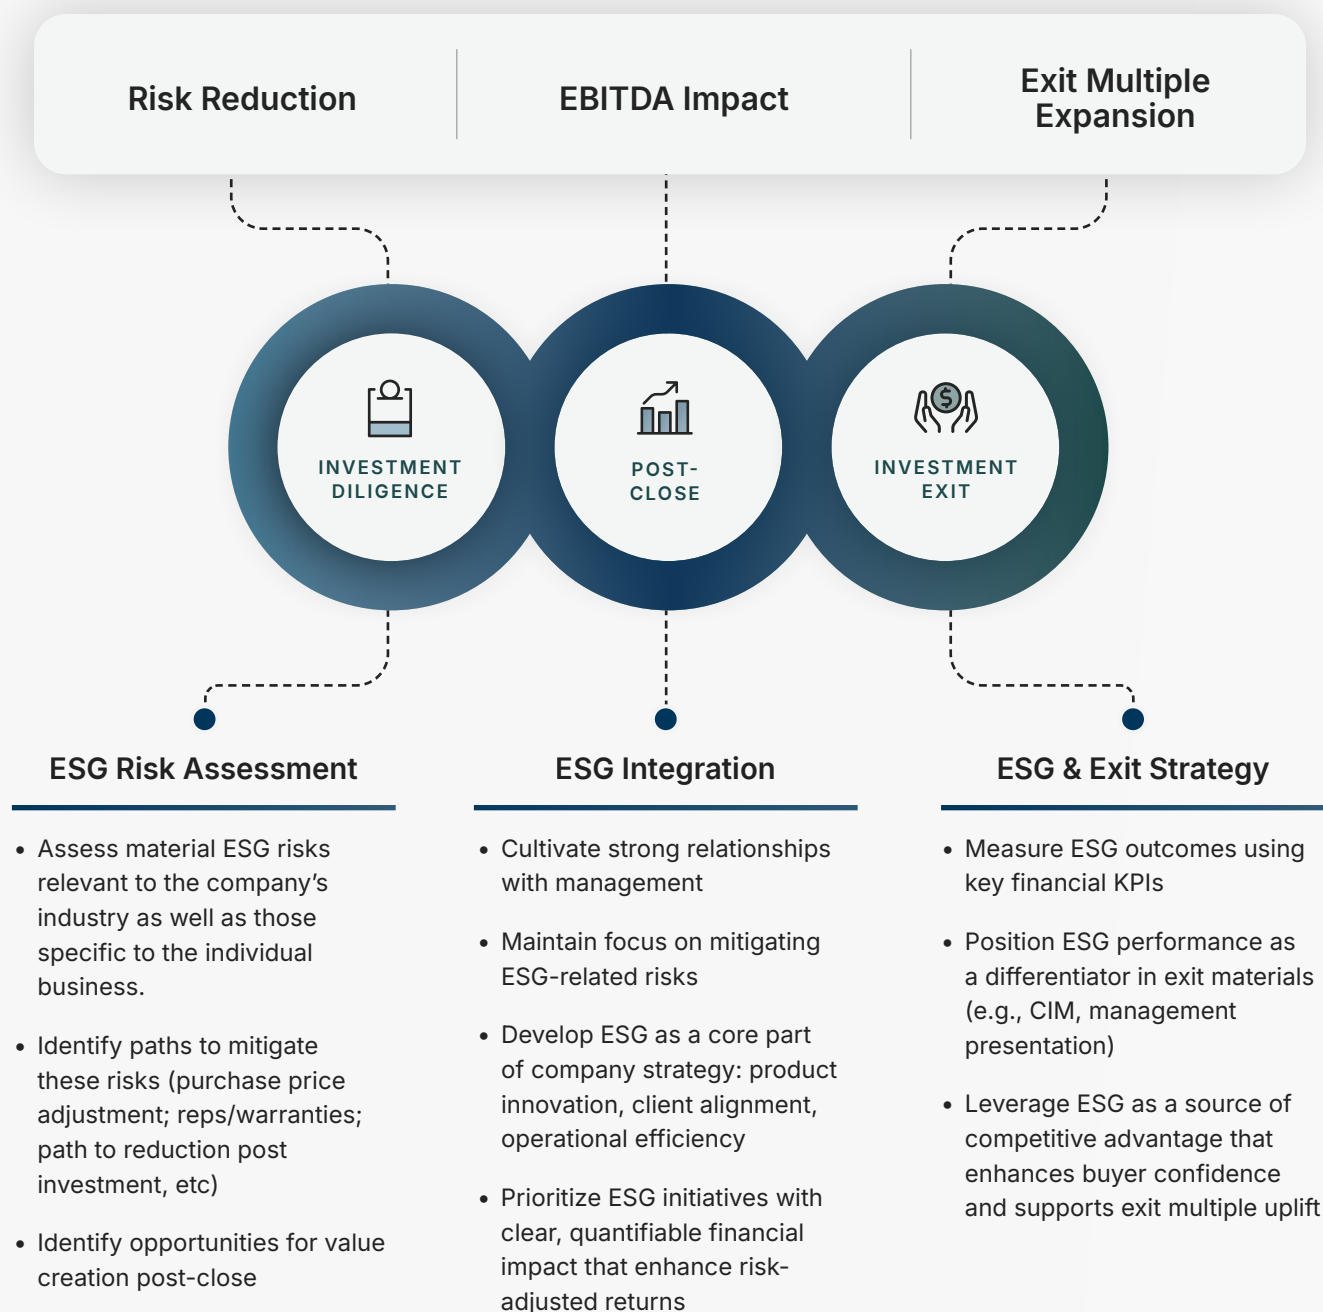 Risk Reduction
EBITDA Impact
Exit Multiple
Expansion
INVESTMENT
DILIGENCE
POST-
CLOSE
INVESTMENT
EXIT
ESG Risk Assessment
• Assess material ESG risks
relevant to the company’s
industry as well as those
specific to the individual
business.
• Identify paths to mitigate
these risks (purchase price
adjustment; reps/warranties;
path to reduction post
investment, etc)
• Identify opportunities for value
creation post-close
ESG Integration
• Cultivate strong relationships
with management
• Maintain focus on mitigating
ESG-related risks
• Develop ESG as a core part
of company strategy: product
innovation, client alignment,
operational efficiency
• Prioritize ESG initiatives with
clear, quantifiable financial
impact that enhance risk-
adjusted returns
ESG & Exit Strategy
• Measure ESG outcomes using
key financial KPIs
• Position ESG performance as
a differentiator in exit materials
(e.g., CIM, management
presentation)
• Leverage ESG as a source of
competitive advantage that
enhances buyer confidence
and supports exit multiple uplift